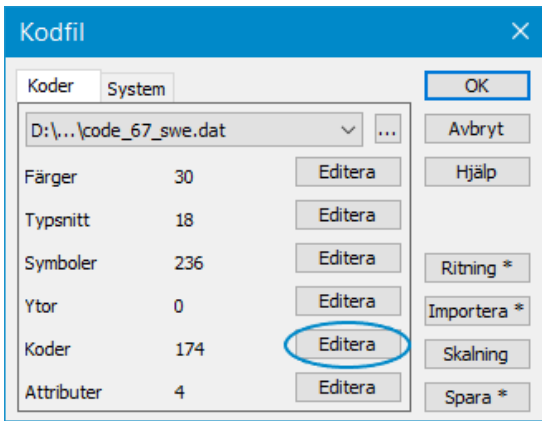 Kodfil
Koder System
D:\...\code_67_swe.dat ...
Färger 30 Editera
Typsnitt 18 Editera
Symboler 236 Editera
Ytor 0 Editera
Koder 174 Editera
Attributer 4 Editera
OK
Avbryt
Hjälp
Ritning *
Importera *
Skalning
Spara *